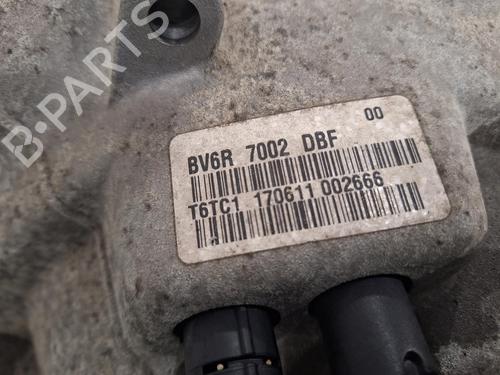 B-PARTS
00
BV6R 7002 DBF
T6TC1 170611 002666